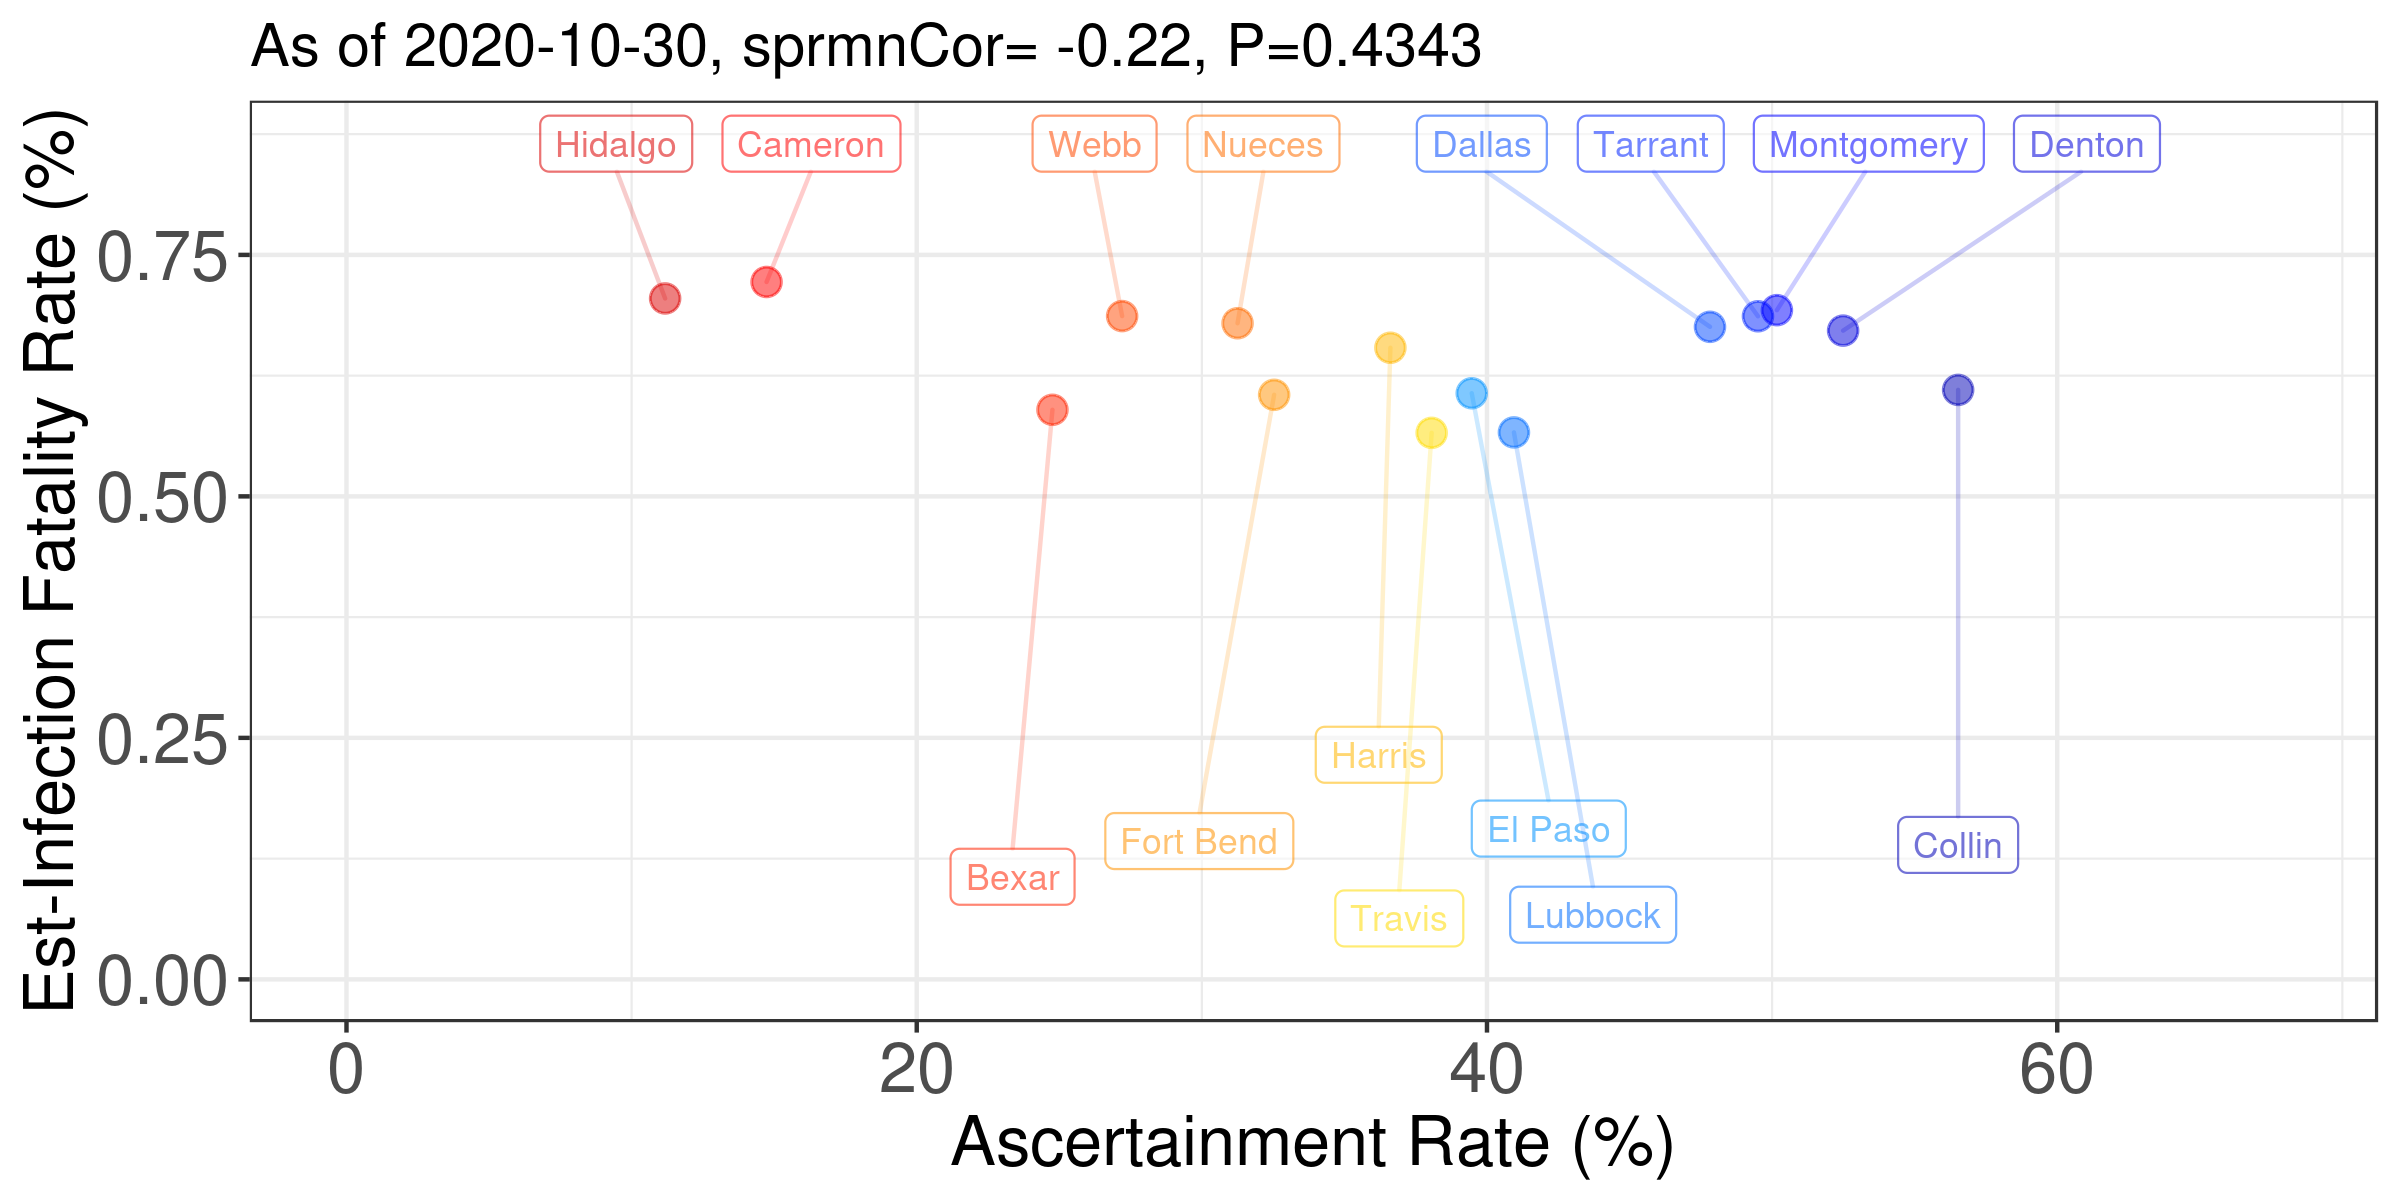 As of 2020-10-30, sprmnCor= -0.22, P=0.4343
Est-Infection Fatality Rate (%)
0.75
0.50
0.25
0.00
Hidalgo
Cameron
Webb
Nueces
Dallas
Tarrant
Montgomery
Denton
Harris
El Paso
Fort Bend
Collin
Bexar
Travis
Lubbock
0
20
40
60
Ascertainment Rate (%)